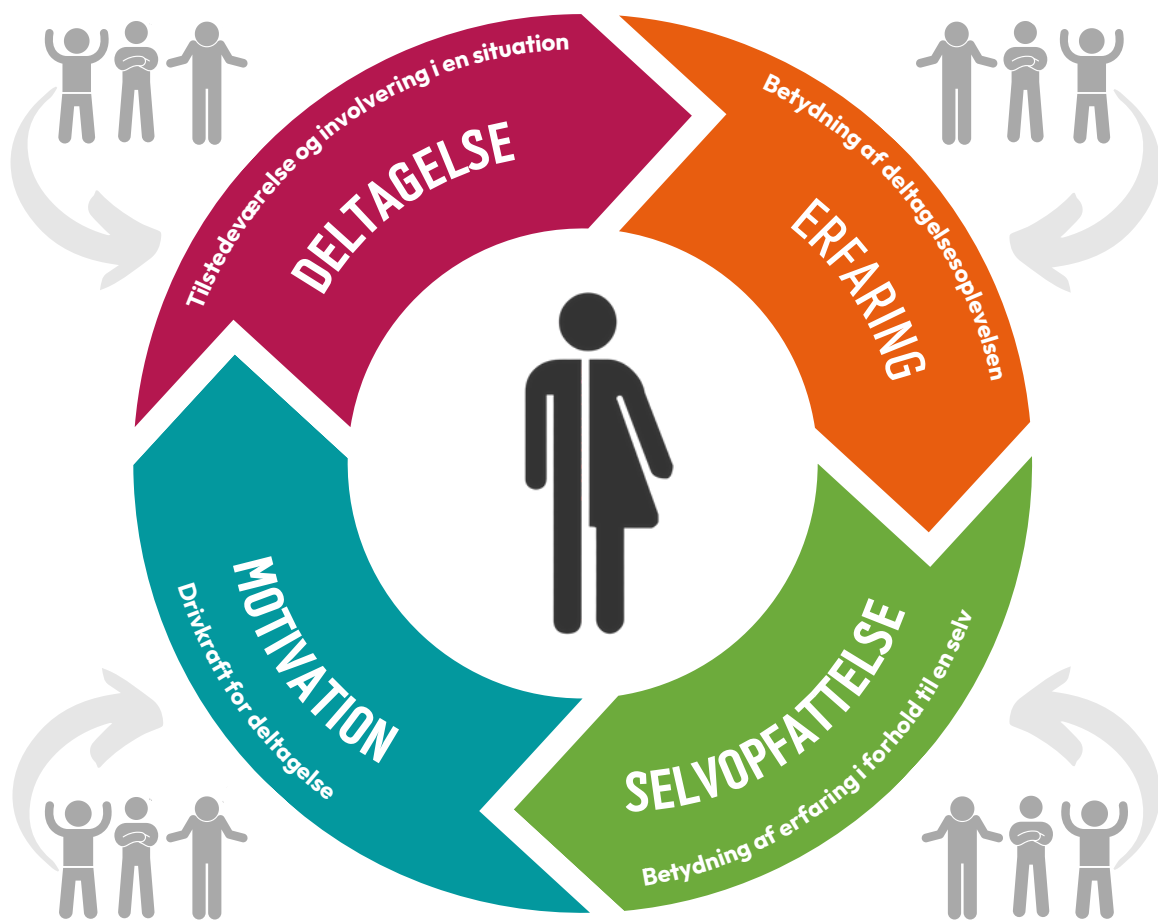 Tilstedeværelse og involvering i en situation
DELTAGELSE
Betydning af deltagelsesoplevelsen
ERFARING
SELVOPFATTELSE
Betydning af erfaring i forhold til en selv
MOTIVATION
Drivkraft for deltagelse